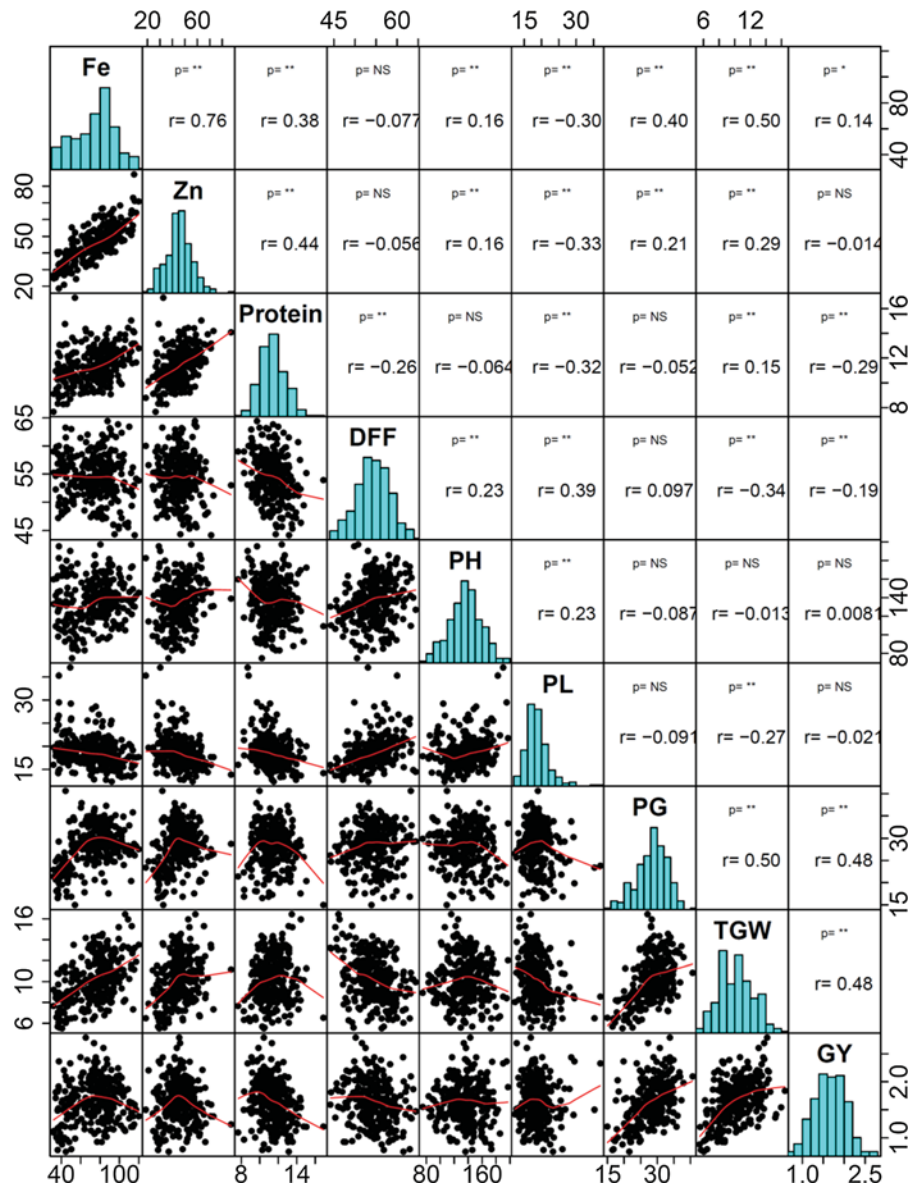 20 60 45 60 15 30 6 12
Fe p= ** p= ** p= NS p= ** p= ** p= ** p= ** p= *
r= 0.76 r= 0.38 r= −0.077 r= 0.16 r= −0.30 r= 0.40 r= 0.50 r= 0.14
80
40
Zn p= ** p= NS p= ** p= ** p= ** p= ** p= NS
r= 0.44 r= −0.056 r= 0.16 r= −0.33 r= 0.21 r= 0.29 r= −0.014
80
50
20
Protein p= ** p= NS p= ** p= NS p= ** p= **
r= −0.26 r= −0.064 r= −0.32 r= −0.052 r= 0.15 r= −0.29
16
12
8
DFF p= ** p= ** p= NS p= ** p= **
r= 0.23 r= 0.39 r= 0.097 r= −0.34 r= −0.19
65
55
45
PH p= ** p= NS p= NS p= NS
r= 0.23 r= −0.087 r= −0.013 r= 0.0081
140
80
PL p= NS p= ** p= NS
r= −0.091 r= −0.27 r= −0.021
30
15
PG p= ** p= **
r= 0.50 r= 0.48
30
15
TGW p= **
r= 0.48
16
10
6
GY
2.0
1.0
40 100 8 14 80 160 15 30 1.0 2.5